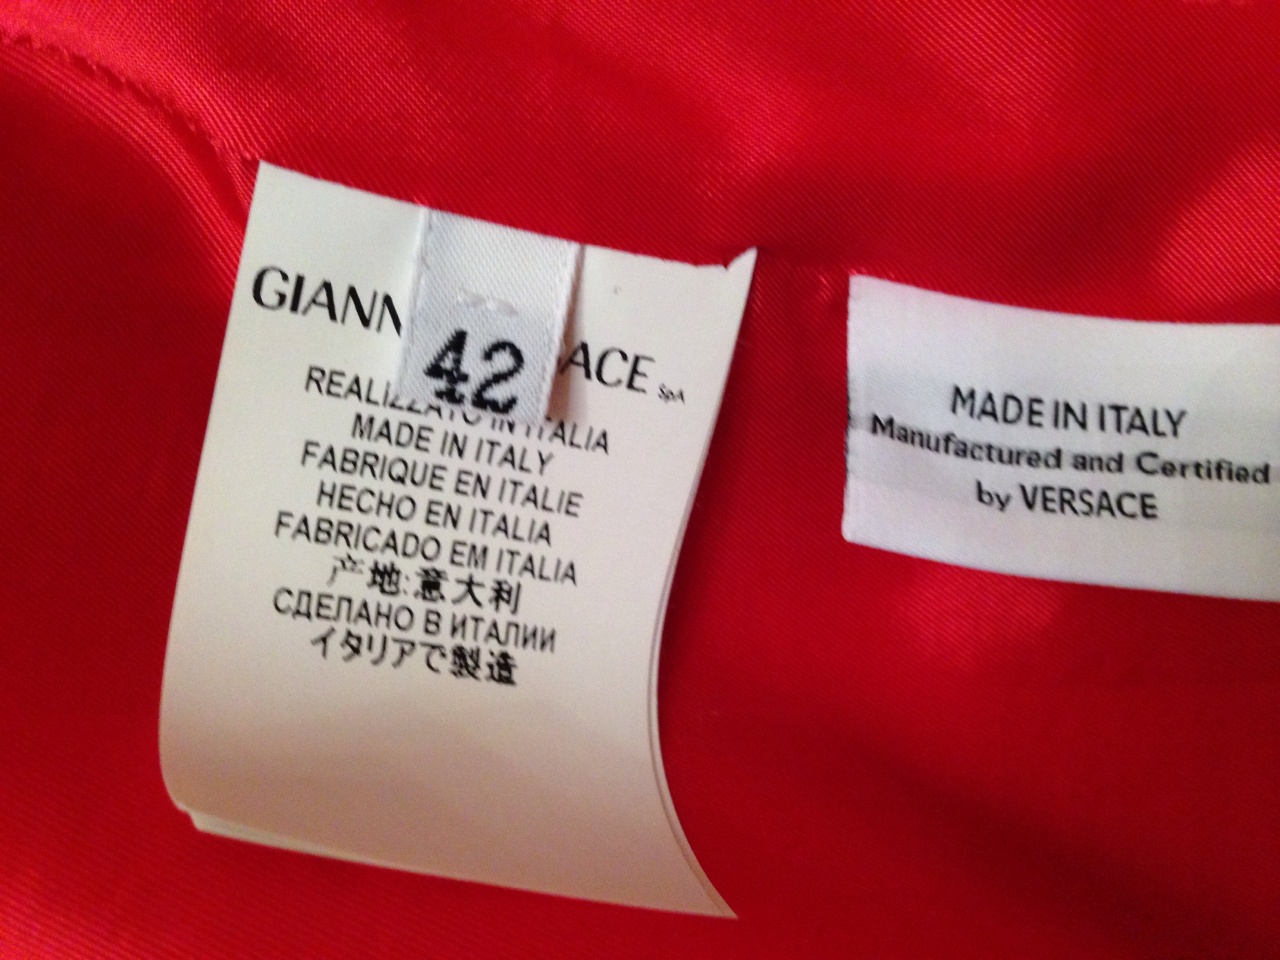 GIANN ACE SpA
42
REALIZZATO IN ITALIA
MADE IN ITALY
FABRIQUE EN ITALIE
HECHO EN ITALIA
FABRICADO EM ITALIA
产地:意大利
СДЕЛАНО В ИТАЛИИ
イタリアで製造
MADE IN ITALY
Manufactured and Certified
by VERSACE